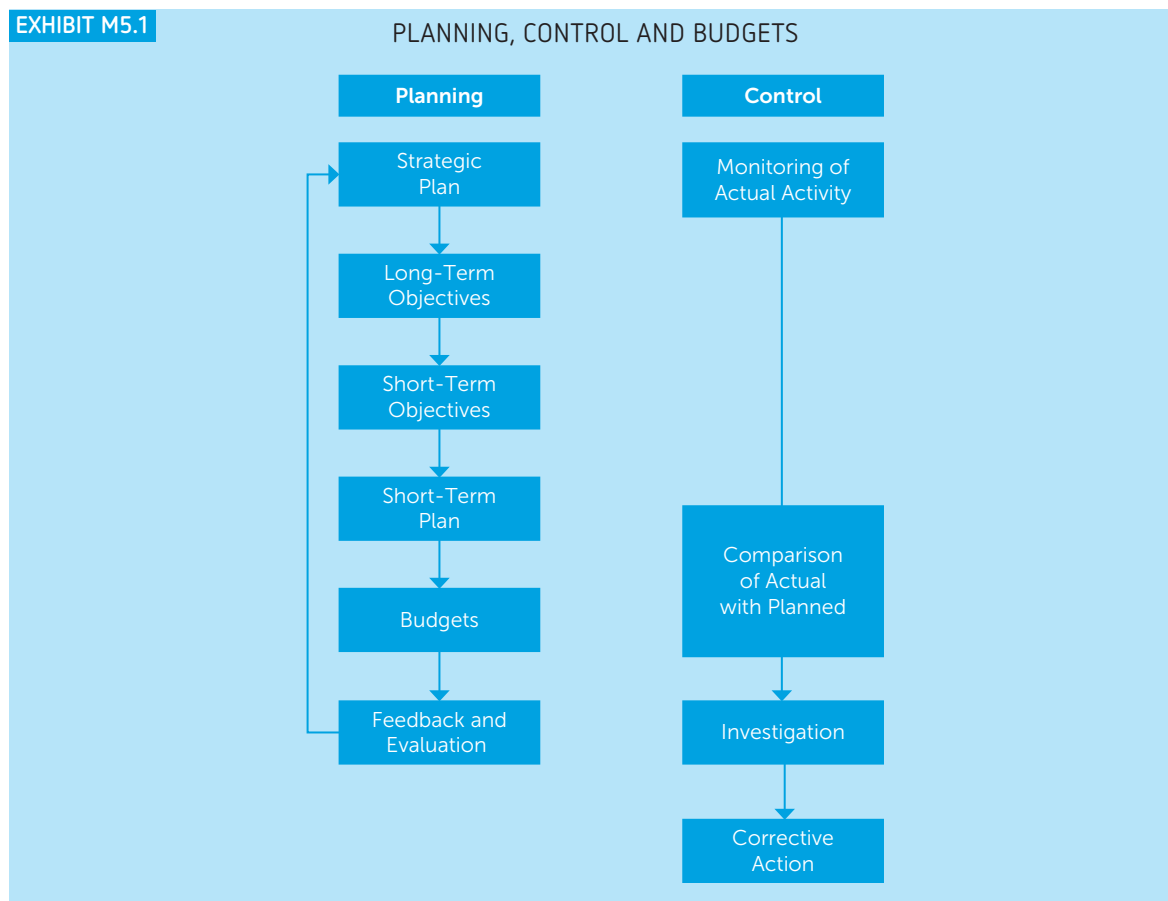 EXHIBIT M5.1
PLANNING, CONTROL AND BUDGETS
Planning
Strategic
Plan
Long-Term
Objectives
Short-Term
Objectives
Short-Term
Plan
Budgets
Feedback and
Evaluation
Control
Monitoring of
Actual Activity
Comparison
of Actual
with Planned
Investigation
Corrective
Action